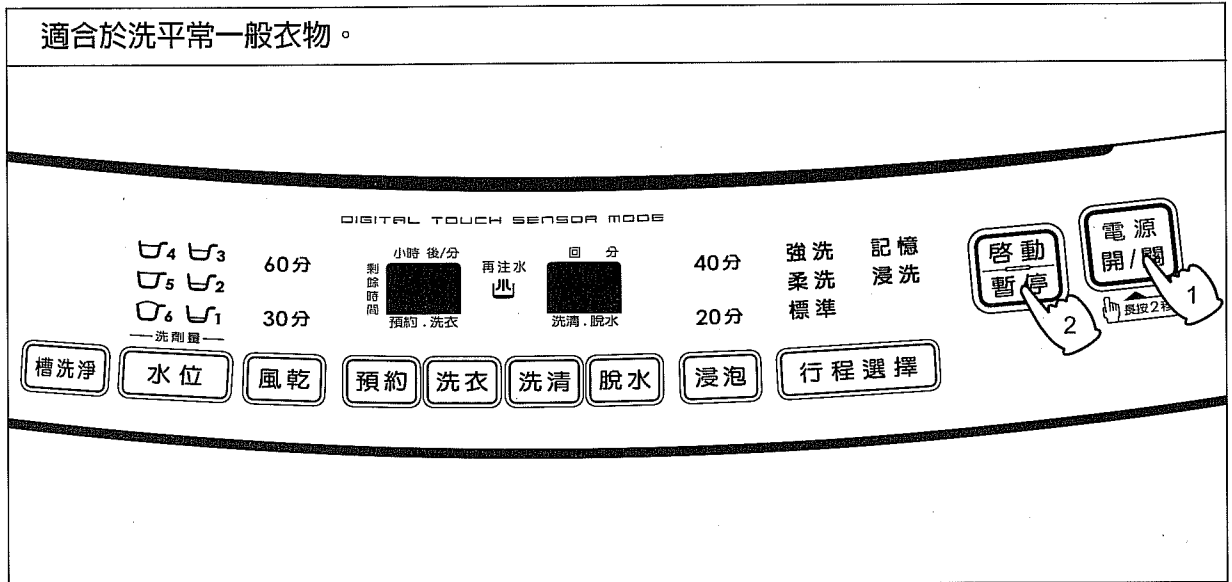 適合於洗平常一般衣物。
DIGITAL TOUCH SENSOR MODE
4 3
5 2
6 1
洗劑量
60分
30分
剩餘時間
小時 後/分
預約.洗衣
再注水
回 分
洗清.脫水
40分
20分
強洗 記憶
柔洗 浸洗
標準
啓動
暫停
2
電源
開/關
1
長按2秒
槽洗淨
水位
風乾
預約
洗衣
洗清
脫水
浸泡
行程選擇